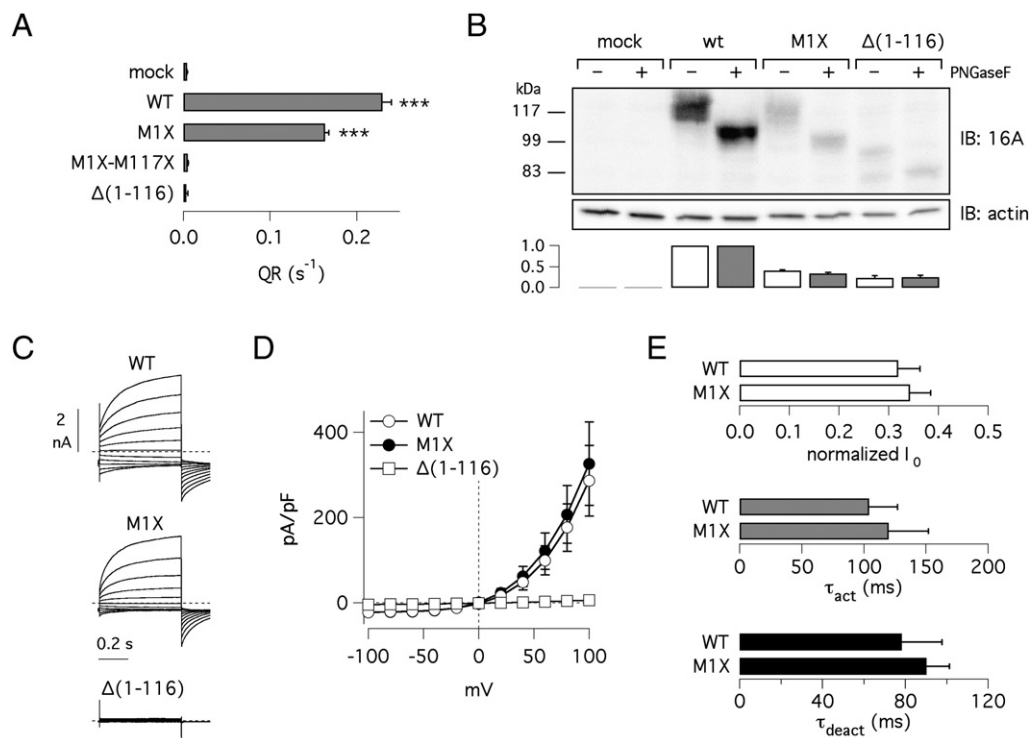 A
mock
WT
***
M1X
***
M1X-M117X
Δ(1-116)
0.0 0.1 0.2
QR (s⁻¹)
B
mock wt M1X Δ(1-116)
− + − + − + − + PNGaseF
kDa
117
99
83
IB: 16A
IB: actin
1.0
0.5
0.0
C
WT
2
nA
M1X
0.2 s
Δ(1-116)
D
WT
M1X
Δ(1-116)
400
200
0
pA/pF
-100 -50 0 50 100
mV
E
WT
M1X
0.0 0.1 0.2 0.3 0.4 0.5
normalized I₀
WT
M1X
0 50 100 150 200
τact (ms)
WT
M1X
0 40 80 120
τdeact (ms)